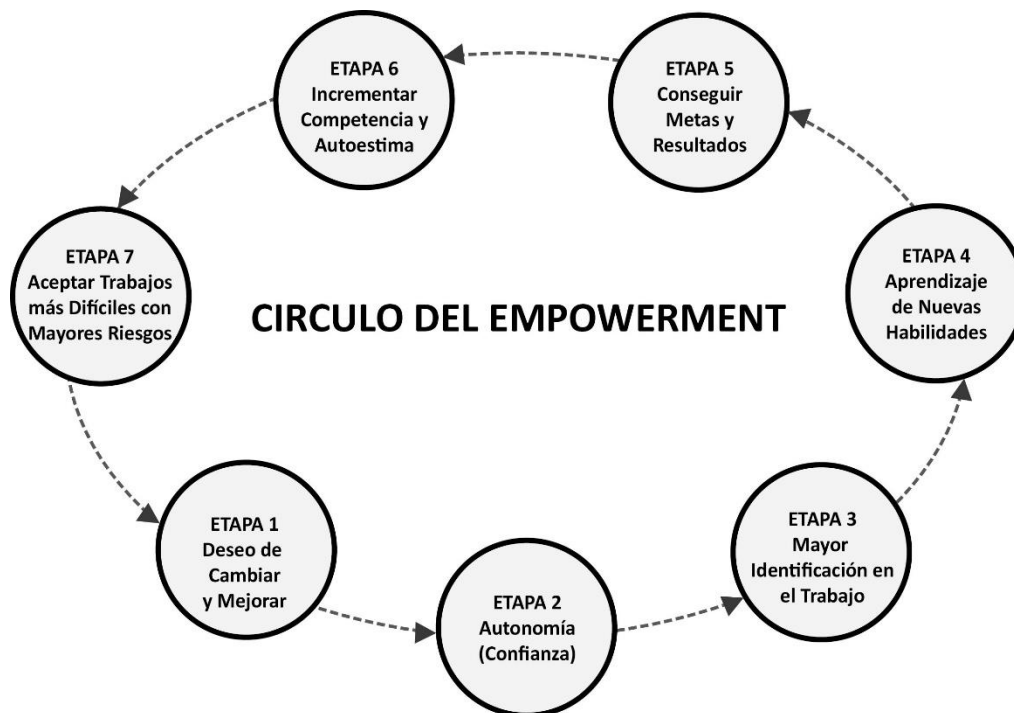 ETAPA 6
Incrementar
Competencia y
Autoestima
ETAPA 5
Conseguir
Metas y
Resultados
ETAPA 7
Aceptar Trabajos
más Difíciles con
Mayores Riesgos
ETAPA 4
Aprendizaje
de Nuevas
Habilidades
CIRCULO DEL EMPOWERMENT
ETAPA 1
Deseo de
Cambiar
y Mejorar
ETAPA 2
Autonomía
(Confianza)
ETAPA 3
Mayor
Identificación en
el Trabajo